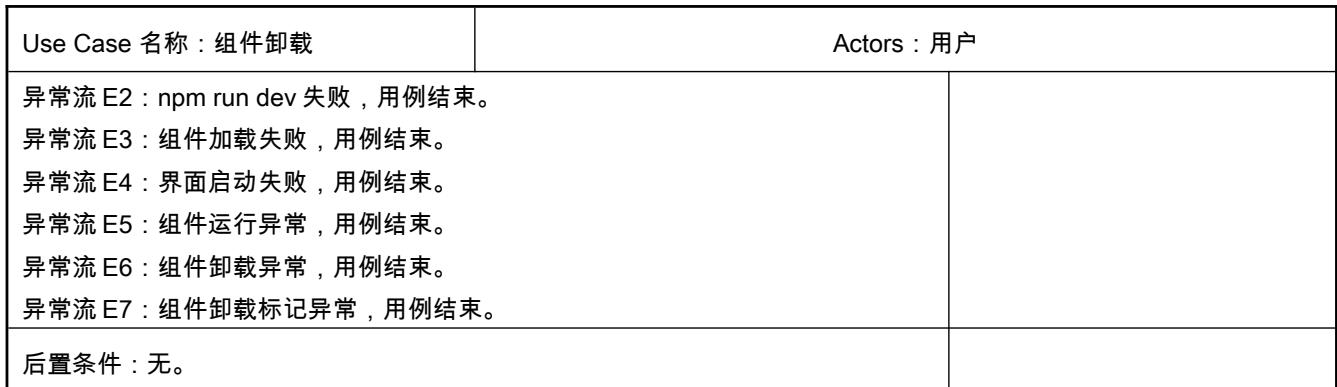 Use Case 名称：组件卸载
Actors：用户
异常流 E2：npm run dev 失败，用例结束。
异常流 E3：组件加载失败，用例结束。
异常流 E4：界面启动失败，用例结束。
异常流 E5：组件运行异常，用例结束。
异常流 E6：组件卸载异常，用例结束。
异常流 E7：组件卸载标记异常，用例结束。
后置条件：无。